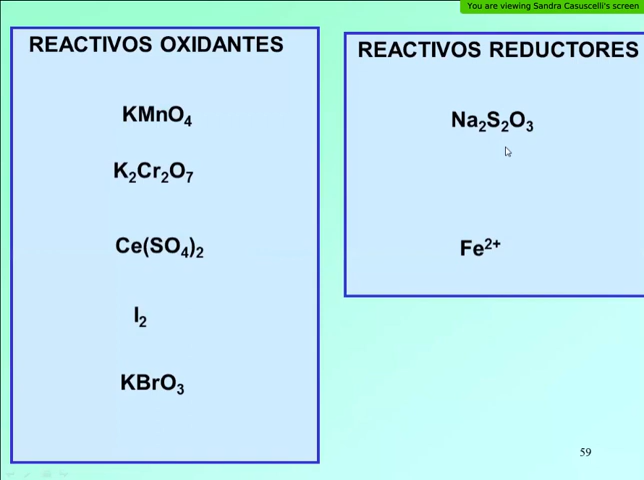 You are viewing Sandra Casuscelli's screen
REACTIVOS OXIDANTES
KMnO₄
K₂Cr₂O₇
Ce(SO₄)₂
I₂
KBrO₃
REACTIVOS REDUCTORES
Na₂S₂O₃
Fe²⁺
59